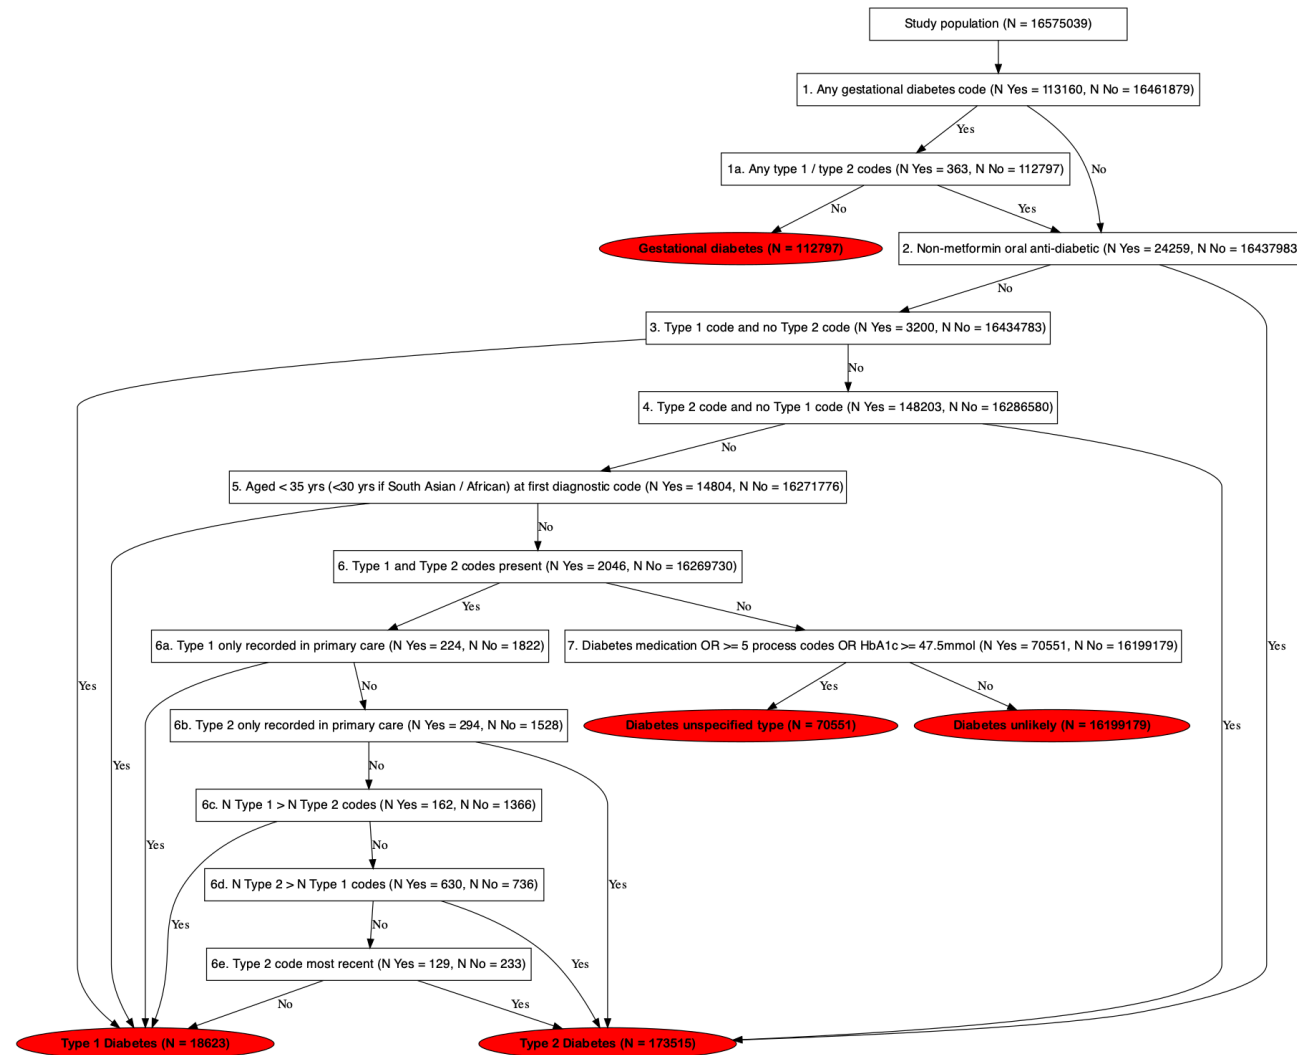 Study population (N = 16575039)
1. Any gestational diabetes code (N Yes = 113160, N No = 16461879)
Yes
No
1a. Any type 1 / type 2 codes (N Yes = 363, N No = 112797)
No
Yes
Gestational diabetes (N = 112797)
2. Non-metformin oral anti-diabetic (N Yes = 24259, N No = 16437983
No
Yes
3. Type 1 code and no Type 2 code (N Yes = 3200, N No = 16434783)
Yes
No
4. Type 2 code and no Type 1 code (N Yes = 148203, N No = 16286580)
No
Yes
5. Aged < 35 yrs (<30 yrs if South Asian / African) at first diagnostic code (N Yes = 14804, N No = 16271776)
Yes
No
6. Type 1 and Type 2 codes present (N Yes = 2046, N No = 16269730)
Yes
No
6a. Type 1 only recorded in primary care (N Yes = 224, N No = 1822)
7. Diabetes medication OR >= 5 process codes OR HbA1c >= 47.5mmol (N Yes = 70551, N No = 16199179)
Yes
No
Yes
No
6b. Type 2 only recorded in primary care (N Yes = 294, N No = 1528)
Diabetes unspecified type (N = 70551)
Diabetes unlikely (N = 16199179)
No
Yes
6c. N Type 1 > N Type 2 codes (N Yes = 162, N No = 1366)
Yes
No
6d. N Type 2 > N Type 1 codes (N Yes = 630, N No = 736)
No
Yes
6e. Type 2 code most recent (N Yes = 129, N No = 233)
No
Yes
Type 1 Diabetes (N = 18623)
Type 2 Diabetes (N = 173515)